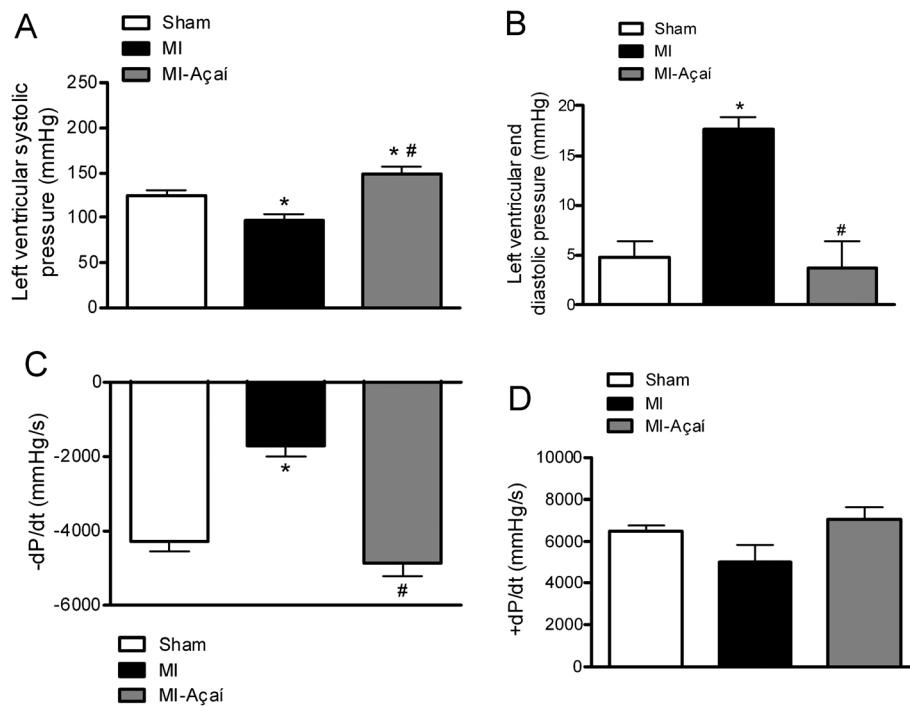 A
Sham
MI
MI-Açaí
Left ventricular systolic
pressure (mmHg)
250
200
150
100
50
0
*
* #
B
Sham
MI
MI-Açaí
Left ventricular end
diastolic pressure (mmHg)
20
15
10
5
0
*
#
C
-dP/dt (mmHg/s)
0
-2000
-4000
-6000
*
#
Sham
MI
MI-Açaí
D
Sham
MI
MI-Açaí
+dP/dt (mmHg/s)
10000
8000
6000
4000
2000
0